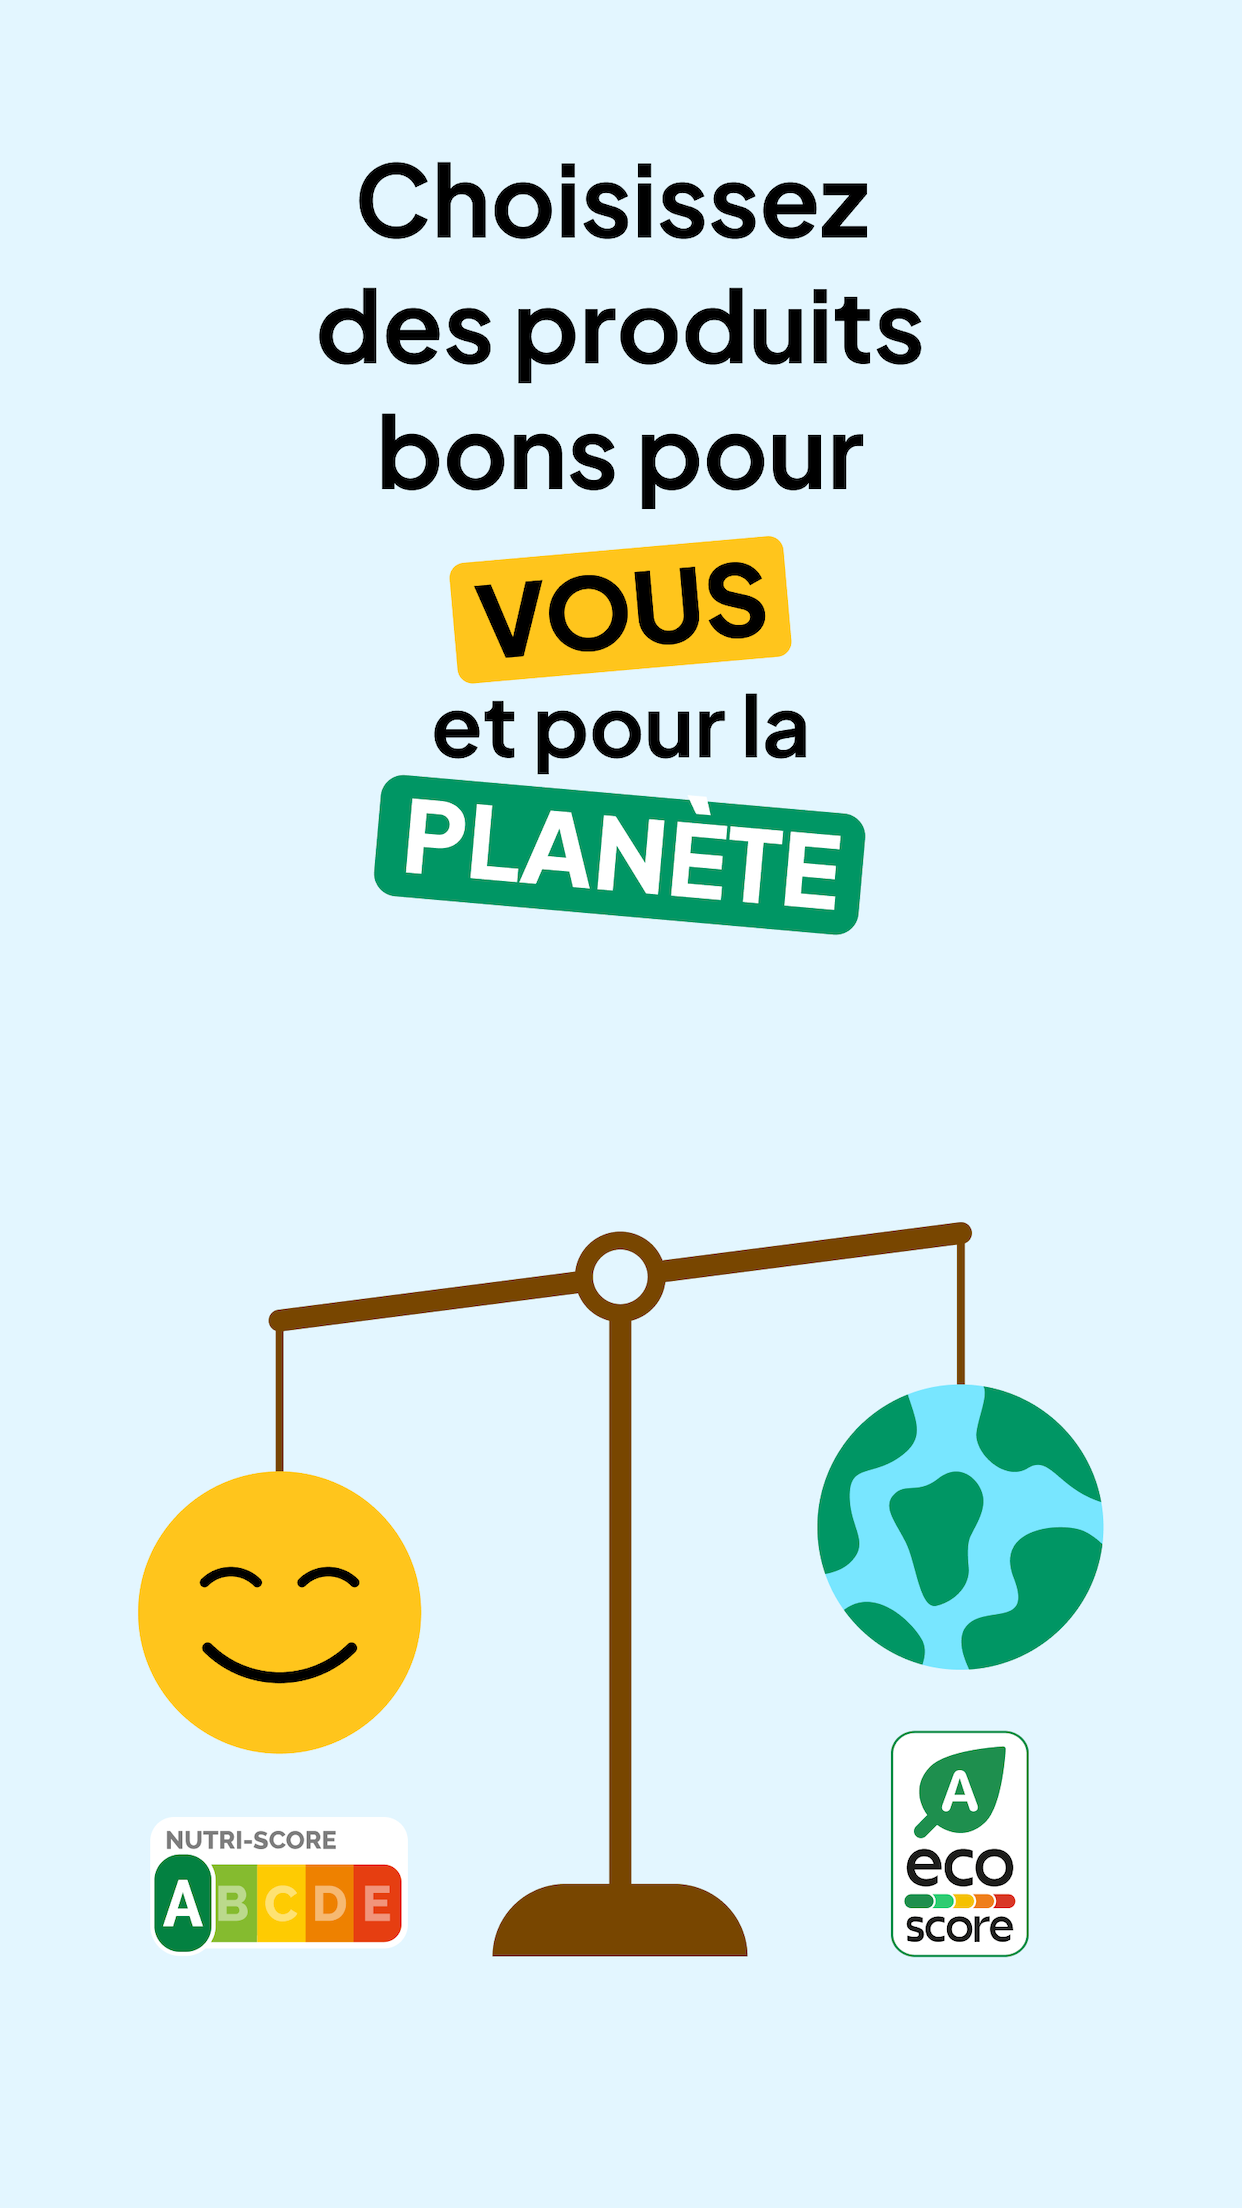 Choisissez
des produits
bons pour
VOUS
et pour la
PLANÈTE
NUTRI-SCORE
A B C D E
A
eco
score